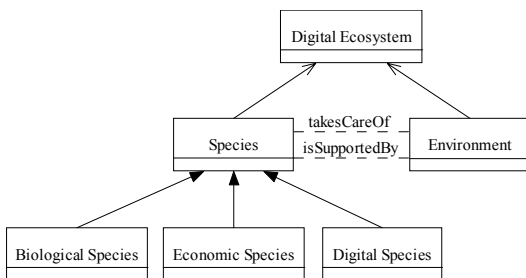 Digital Ecosystem
takesCareOf
Species
Environment
isSupportedBy
Biological Species
Economic Species
Digital Species